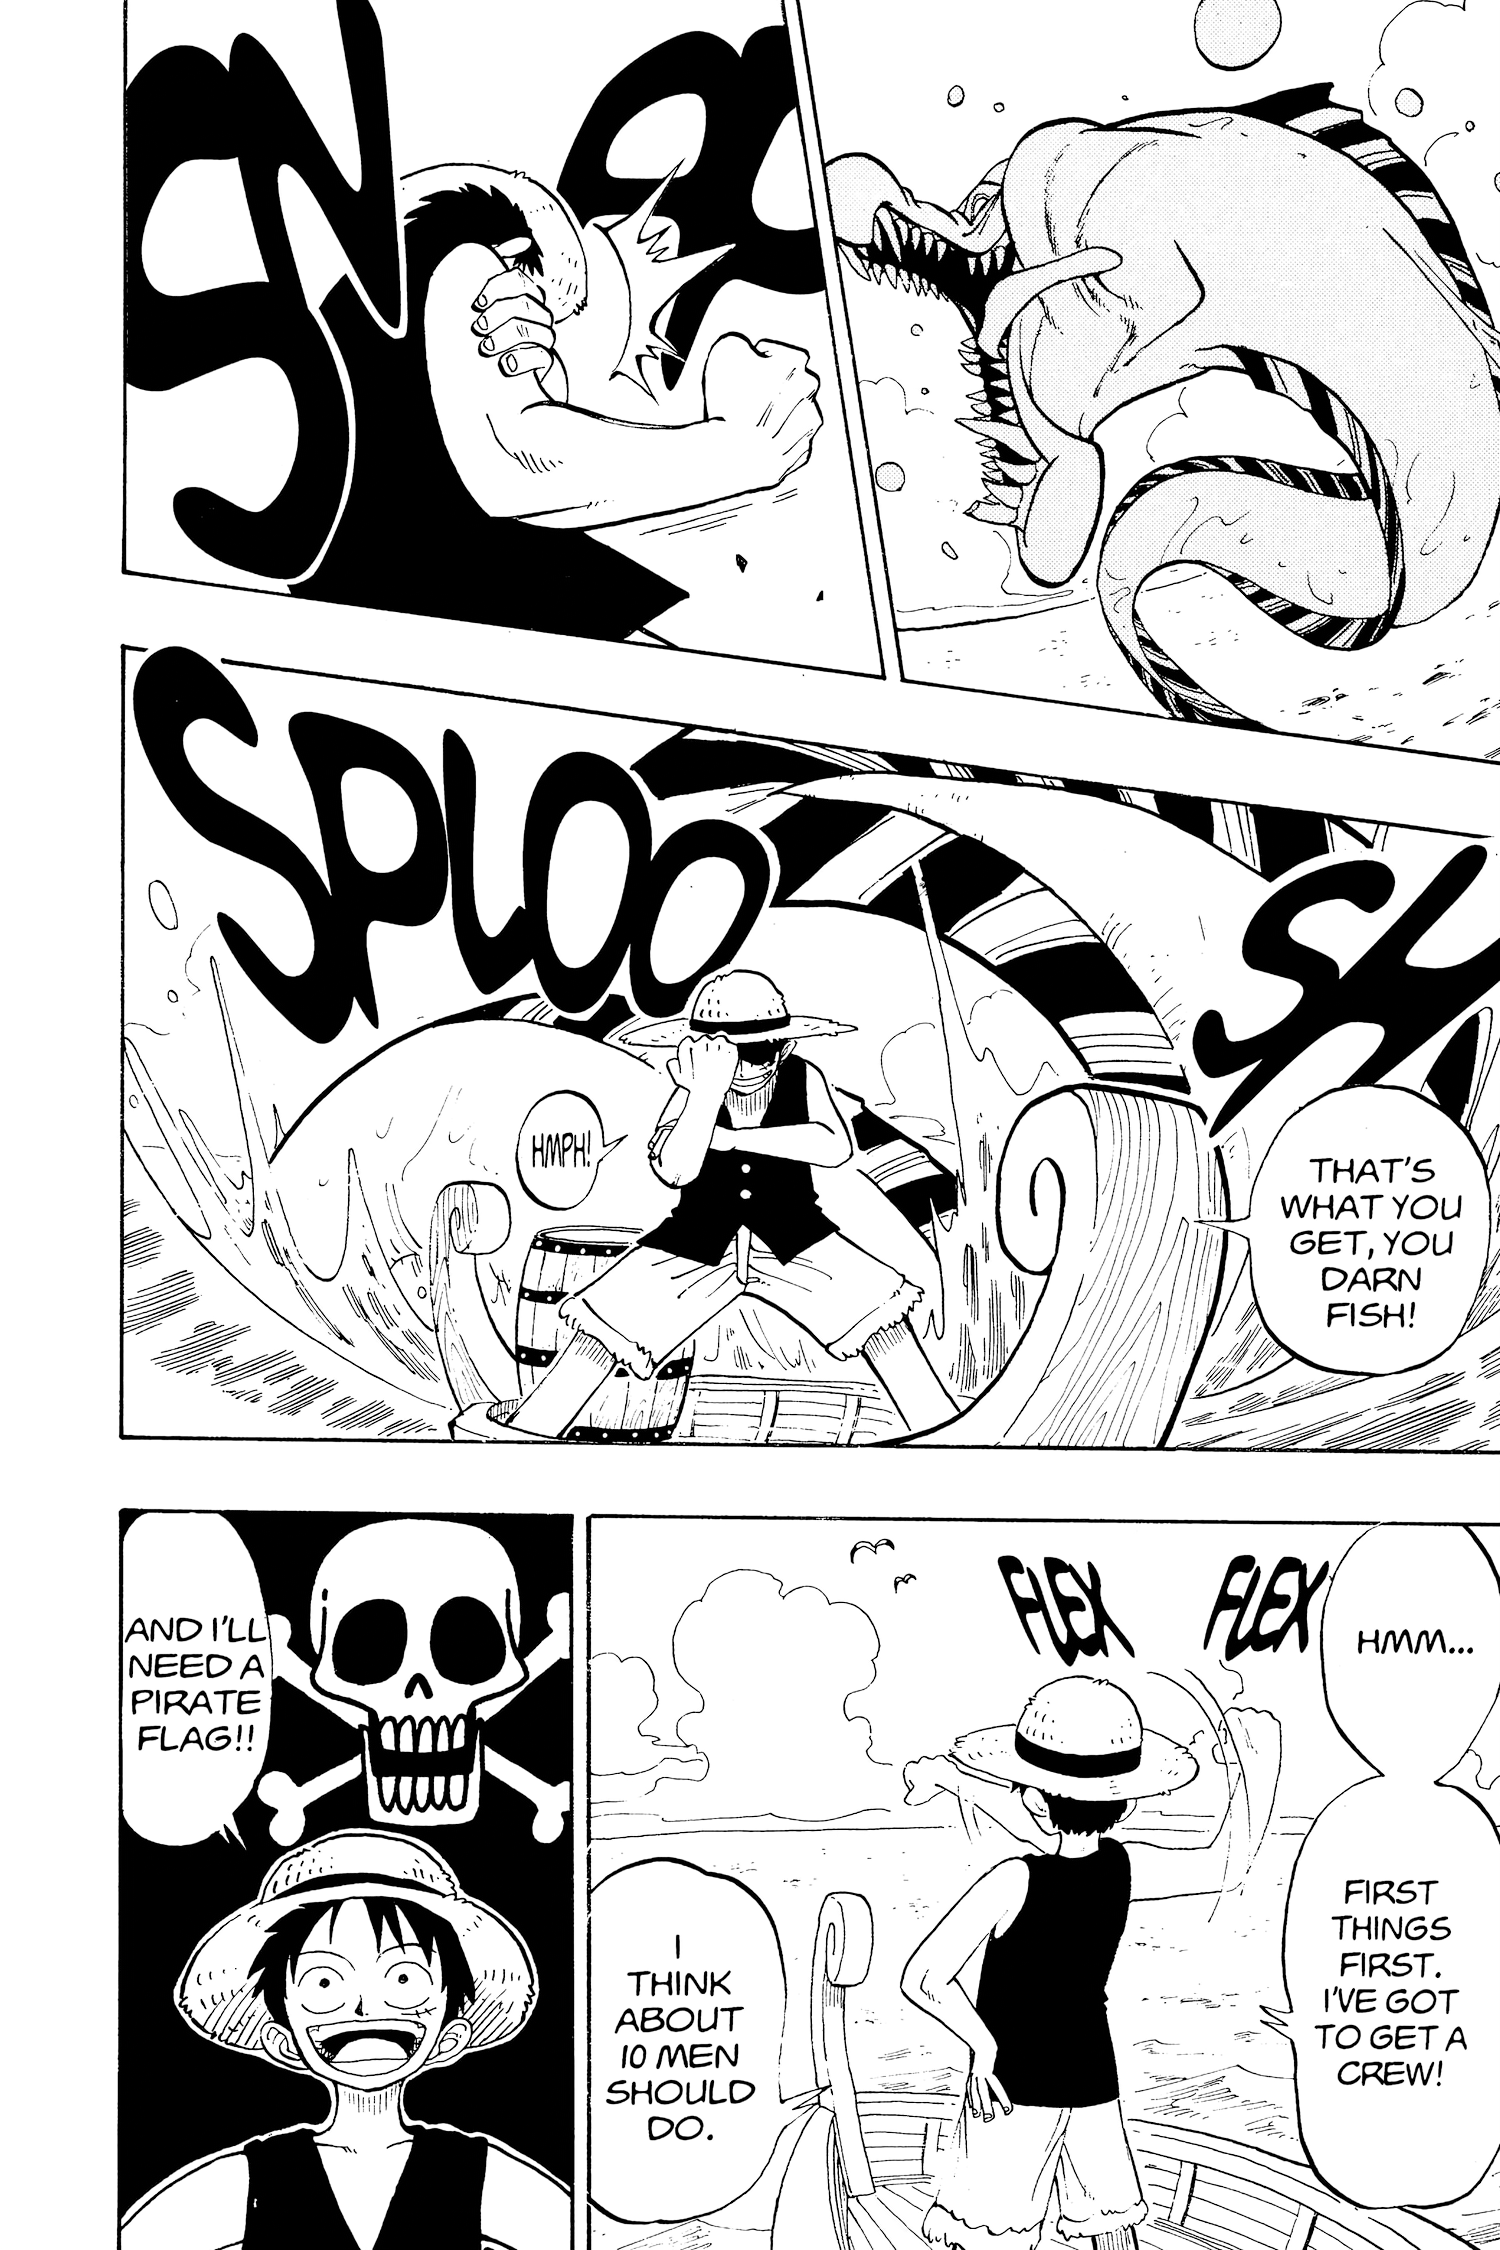 SNAP
SPLOO
SH
THAT'S
WHAT YOU
GET, YOU
DARN
FISH!
HMPH!
HMM...
FIRST
THINGS
FIRST.
I'VE GOT
TO GET A
CREW!
FLEX
FLEX
I
THINK
ABOUT
10 MEN
SHOULD
DO.
AND I'LL
NEED A
PIRATE
FLAG!!